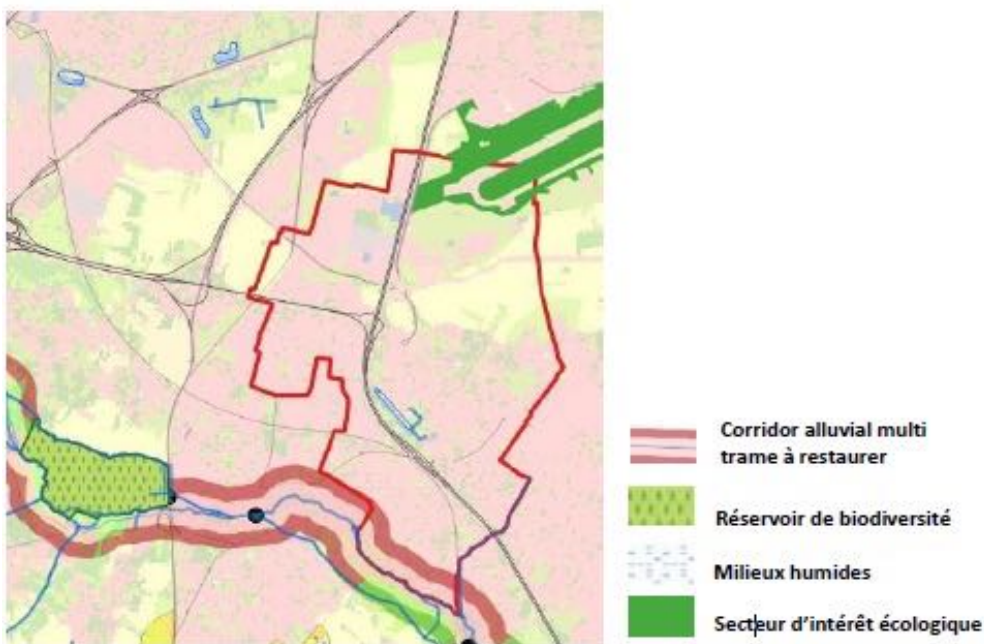 Corridor alluvial multi
trame à restaurer
Réservoir de biodiversité
Milieux humides
Secteur d'intérêt écologique